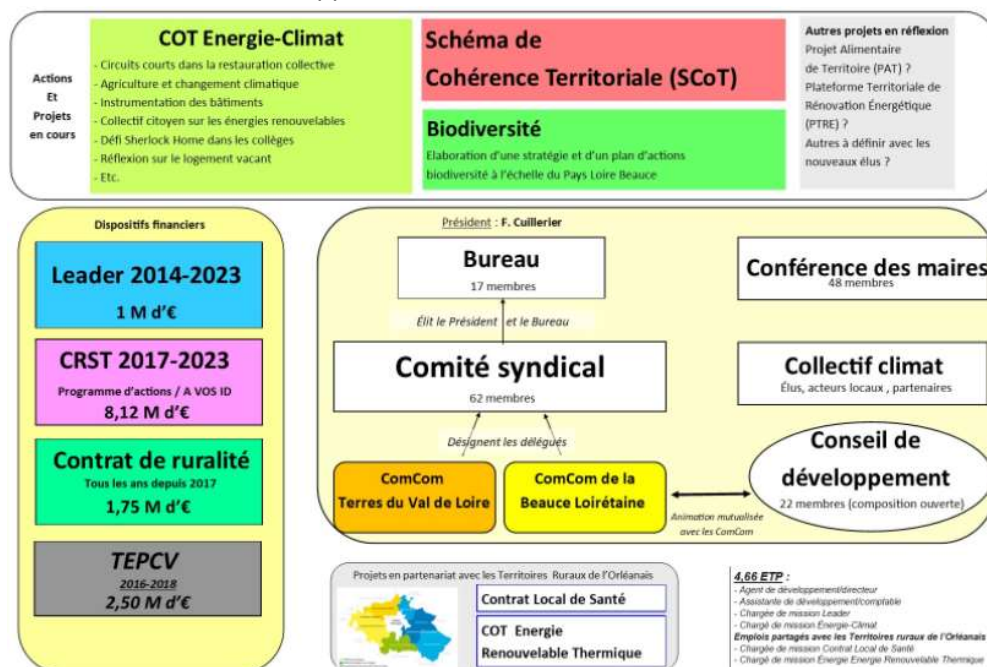 Actions
Et
Projets
en cours
COT Energie-Climat
- Circuits courts dans la restauration collective
- Agriculture et changement climatique
- Instrumentation des bâtiments
- Collectif citoyen sur les énergies renouvelables
- Défi Sherlock Home dans les collèges
- Réflexion sur le logement vacant
- Etc.
Schéma de
Cohérence Territoriale (SCoT)
Biodiversité
Elaboration d'une stratégie et d'un plan d'actions
biodiversité à l'échelle du Pays Loire Beauce
Autres projets en réflexion
Projet Alimentaire
de Territoire (PAT) ?
Plateforme Territoriale de
Rénovation Énergétique
(PTRE) ?
Autres à définir avec les
nouveaux élus ?
Dispositifs financiers
Leader 2014-2023
1 M d'€
CRST 2017-2023
Programme d'actions / A VOS ID
8,12 M d'€
Contrat de ruralité
Tous les ans depuis 2017
1,75 M d'€
TEPCV
2016-2018
2,50 M d'€
Président : F. Cuillerier
Bureau
17 membres
Élit le Président et le Bureau
Comité syndical
62 membres
Désignent les délégués
ComCom
Terres du Val de Loire
ComCom de la
Beauce Loirétaine
Conférence des maires
48 membres
Collectif climat
Élus, acteurs locaux , partenaires
Conseil de
développement
22 membres (composition ouverte)
Animation mutualisée
avec les ComCom
Projets en partenariat avec les Territoires Ruraux de l'Orléanais
Contrat Local de Santé
COT Energie
Renouvelable Thermique
4,66 ETP :
- Agent de développement/directeur
- Assistante de développement/comptable
- Chargée de mission Leader
- Chargé de mission Énergie-Climat
Emplois partagés avec les Territoires ruraux de l'Orléanais
- Chargée de mission Contrat Local de Santé
- Chargé de mission Énergie Energie Renouvelable Thermique